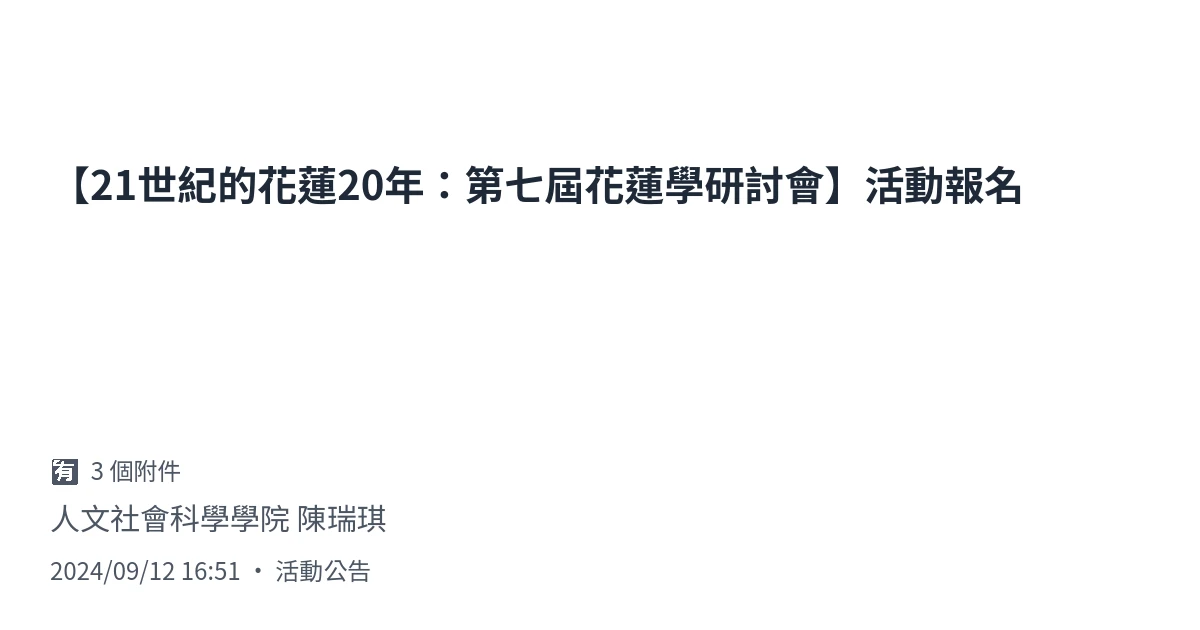 【21世紀的花蓮20年：第七屆花蓮學研討會】活動報名
有 3 個附件
人文社會科學學院 陳瑞琪
2024/09/12 16:51 • 活動公告